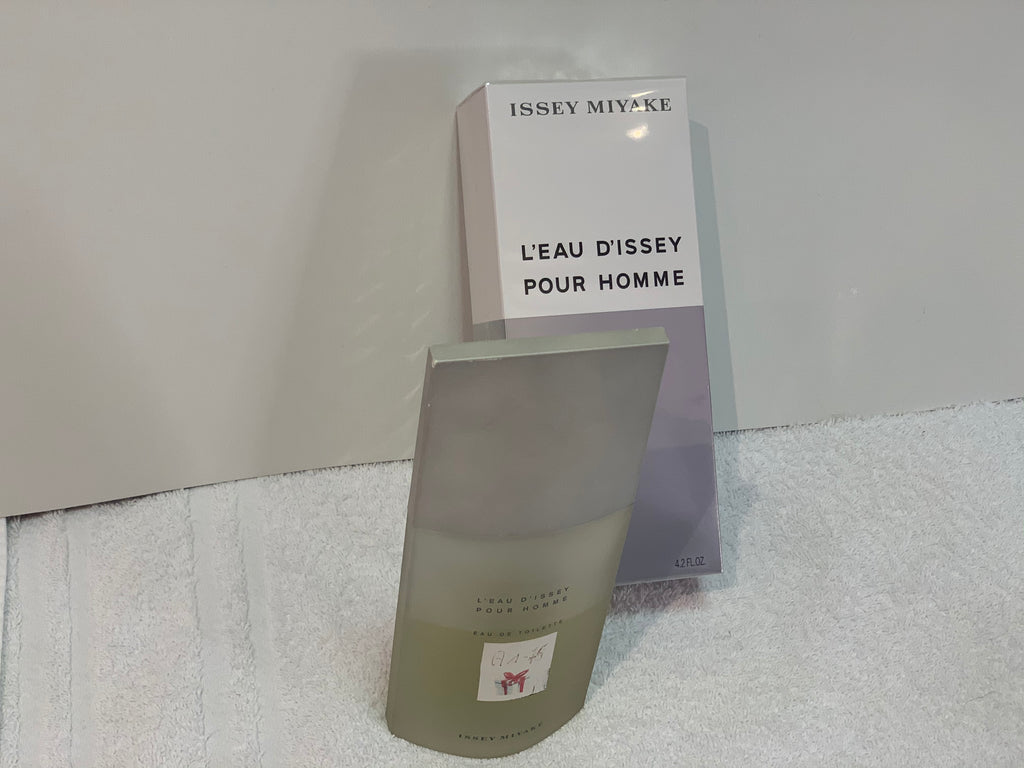 ISSEY MIYAKE
L'EAU D'ISSEY
POUR HOMME
4.2 FL.OZ.
L'EAU D'ISSEY
POUR HOMME
EAU DE TOILETTE
ISSEY MIYAKE